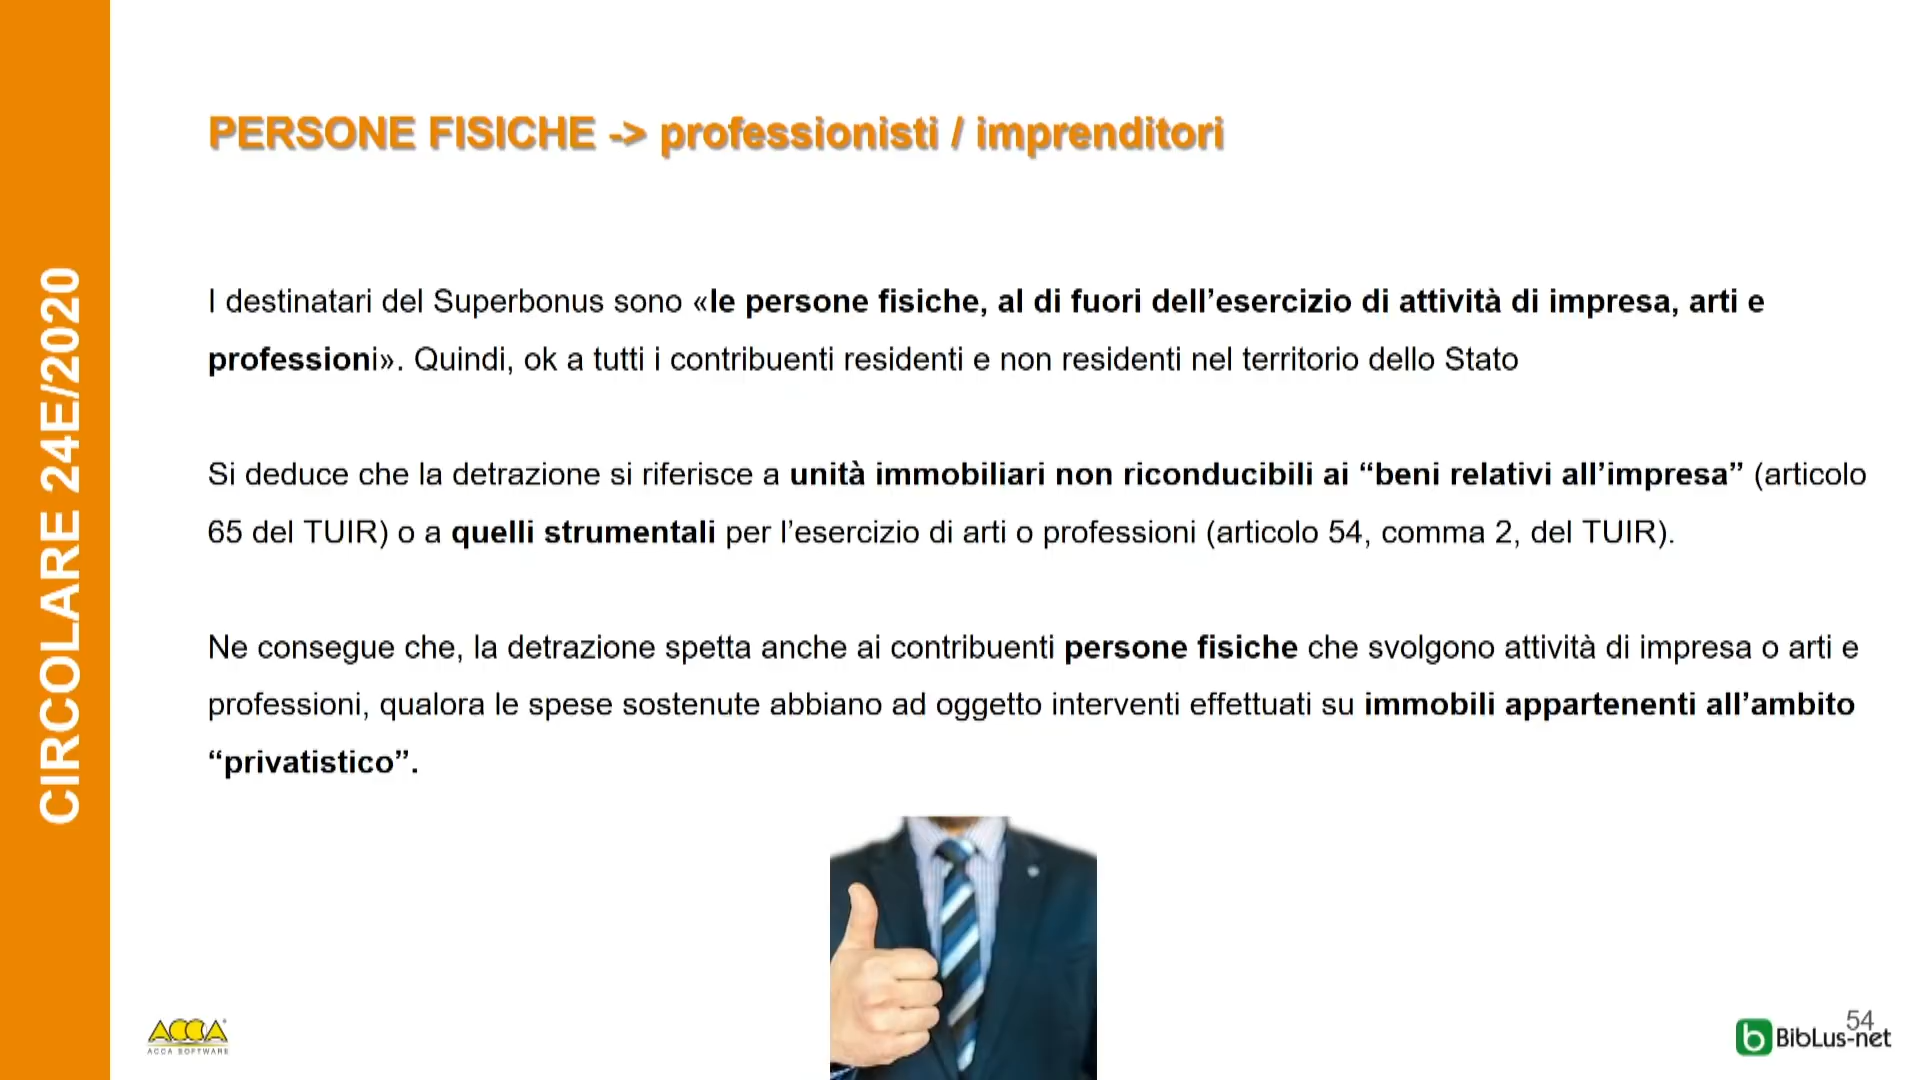 CIRCOLARE 24E/2020
PERSONE FISICHE -> professionisti / imprenditori
I destinatari del Superbonus sono «le persone fisiche, al di fuori dell’esercizio di attività di impresa, arti e
professioni». Quindi, ok a tutti i contribuenti residenti e non residenti nel territorio dello Stato
Si deduce che la detrazione si riferisce a unità immobiliari non riconducibili ai “beni relativi all’impresa” (articolo
65 del TUIR) o a quelli strumentali per l’esercizio di arti o professioni (articolo 54, comma 2, del TUIR).
Ne consegue che, la detrazione spetta anche ai contribuenti persone fisiche che svolgono attività di impresa o arti e
professioni, qualora le spese sostenute abbiano ad oggetto interventi effettuati su immobili appartenenti all’ambito
“privatistico”.
ACCA
ACCA SOFTWARE
54
b BibLus-net